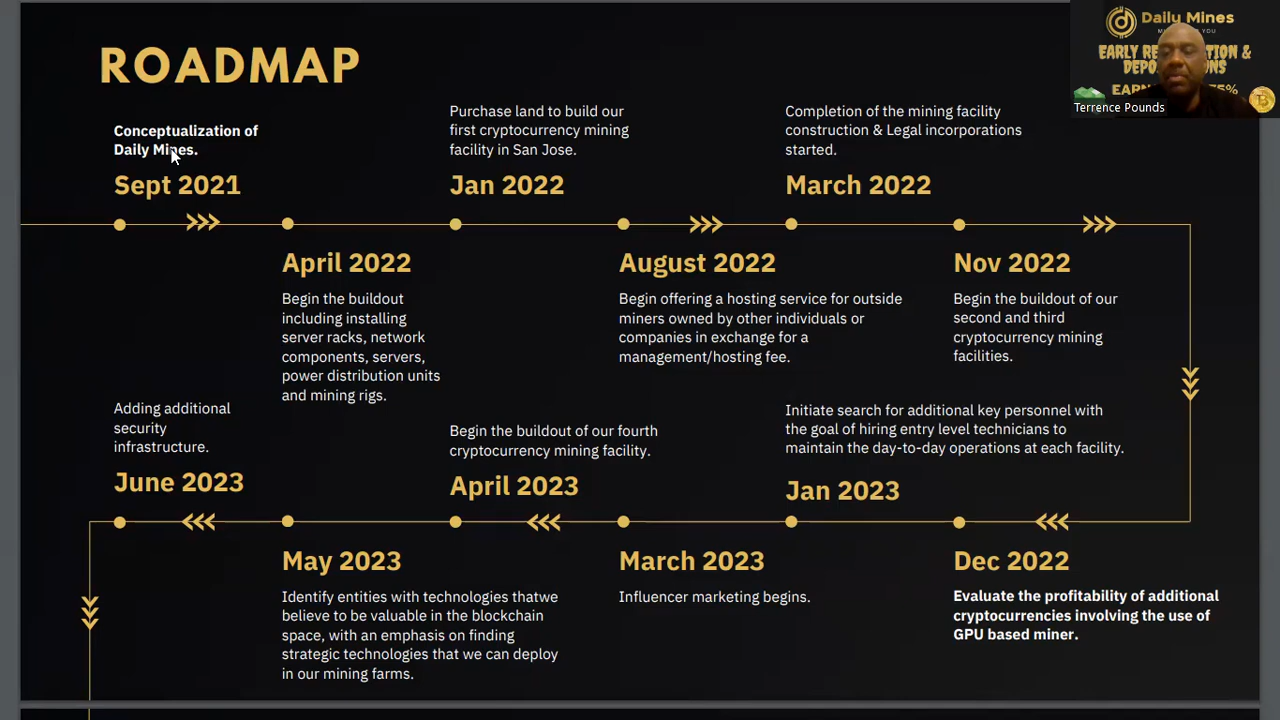 ROADMAP
Daily Mines
EARLY
&
EARN
Terrence Pounds
Conceptualization of
Daily Mines.
Sept 2021
Purchase land to build our
first cryptocurrency mining
facility in San Jose.
Jan 2022
Completion of the mining facility
construction & Legal incorporations
started.
March 2022
April 2022
Begin the buildout
including installing
server racks, network
components, servers,
power distribution units
and mining rigs.
August 2022
Begin offering a hosting service for outside
miners owned by other individuals or
companies in exchange for a
management/hosting fee.
Nov 2022
Begin the buildout of our
second and third
cryptocurrency mining
facilities.
Adding additional
security
infrastructure.
June 2023
Begin the buildout of our fourth
cryptocurrency mining facility.
April 2023
Initiate search for additional key personnel with
the goal of hiring entry level technicians to
maintain the day-to-day operations at each facility.
Jan 2023
May 2023
Identify entities with technologies thatwe
believe to be valuable in the blockchain
space, with an emphasis on finding
strategic technologies that we can deploy
in our mining farms.
March 2023
Influencer marketing begins.
Dec 2022
Evaluate the profitability of additional
cryptocurrencies involving the use of
GPU based miner.